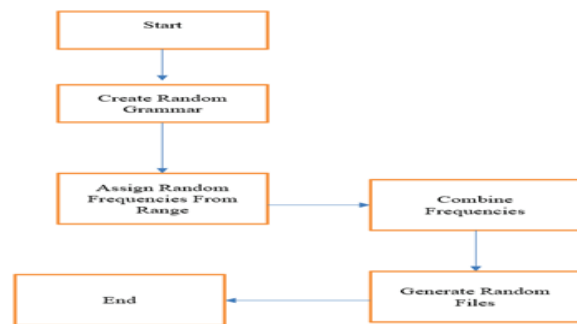 Start
Create Random
Grammar
Assign Random
Frequencies From
Range
Combine
Frequencies
Generate Random
Files
End